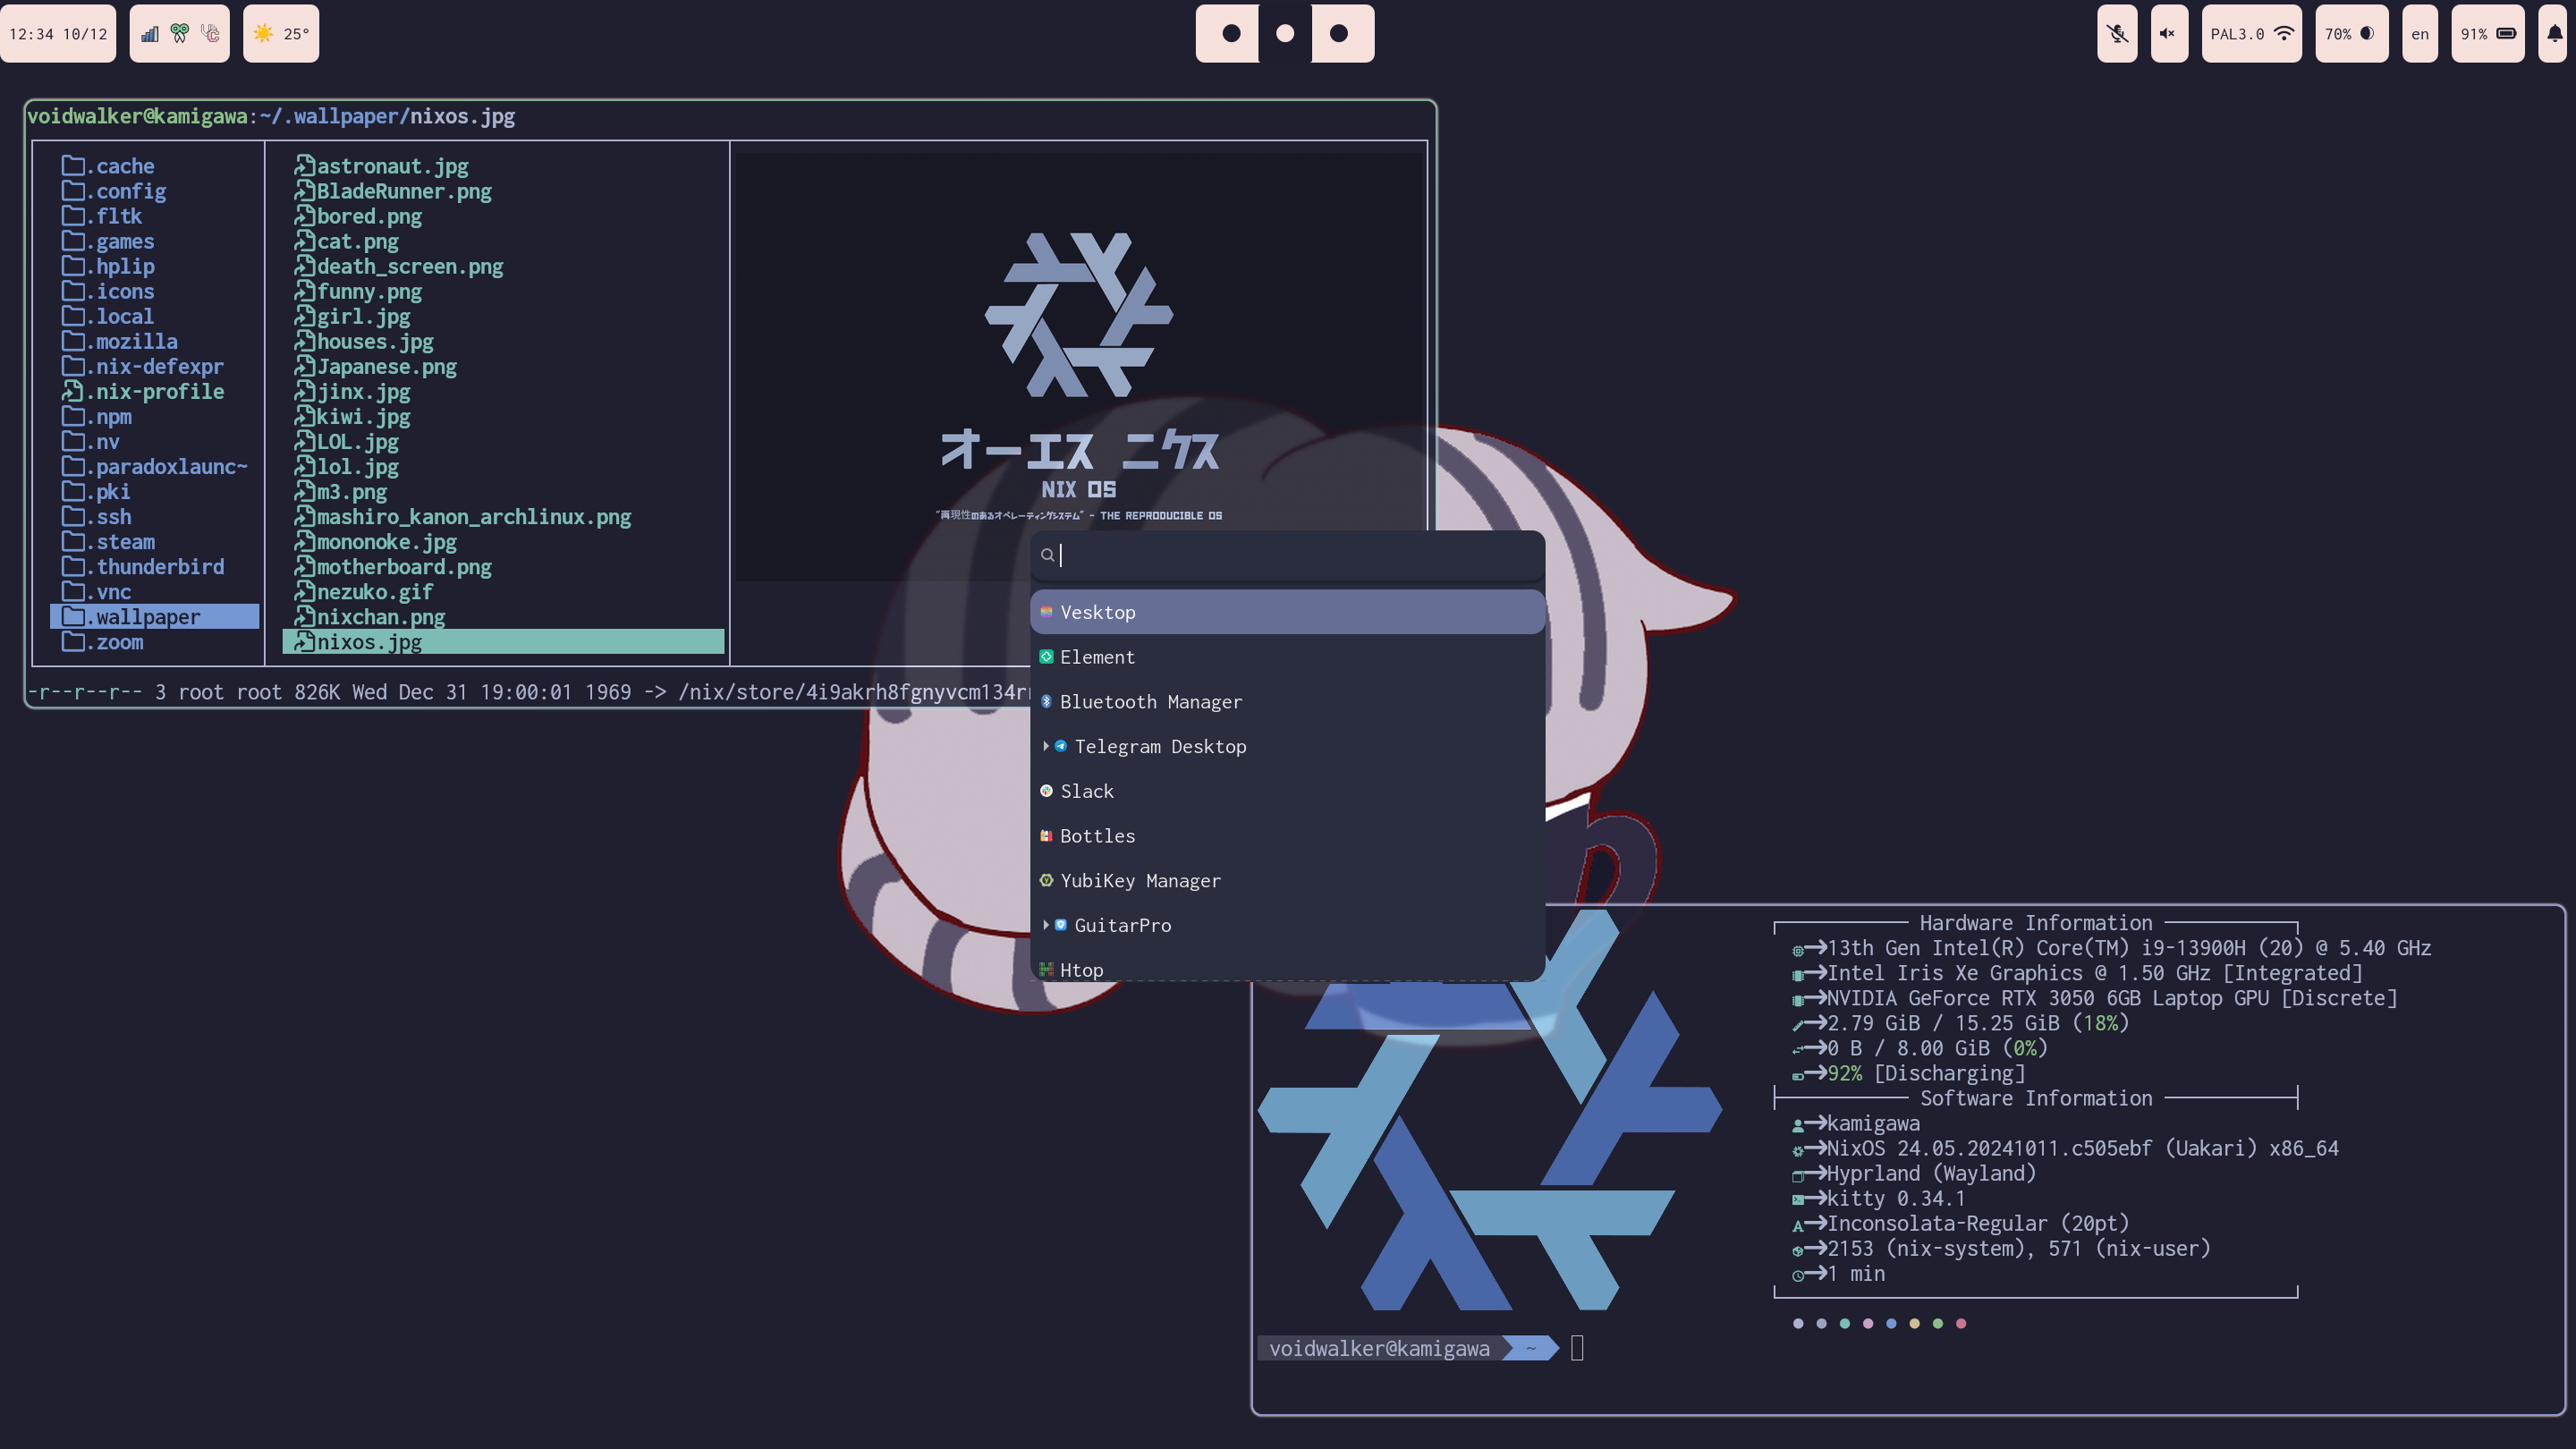 12:34 10/12
25°
PAL3.0
70%
en
91%
voidwalker@kamigawa:~/.wallpaper/nixos.jpg
.cache
.config
.fltk
.games
.hplip
.icons
.local
.mozilla
.nix-defexpr
.nix-profile
.npm
.nv
.paradoxlaunc~
.pki
.ssh
.steam
.thunderbird
.vnc
.wallpaper
.zoom
astronaut.jpg
BladeRunner.png
bored.png
cat.png
death_screen.png
funny.png
girl.jpg
houses.jpg
Japanese.png
jinx.jpg
kiwi.jpg
LOL.jpg
lol.jpg
m3.png
mashiro_kanon_archlinux.png
mononoke.jpg
motherboard.png
nezuko.gif
nixchan.png
nixos.jpg
オーエス ニクス
NIX OS
"再現性のあるオペレーティングシステム" - THE REPRODUCIBLE OS
-r--r--r-- 3 root root 826K Wed Dec 31 19:00:01 1969 -> /nix/store/4i9akrh8fgnyvcm134r
Vesktop
Element
Bluetooth Manager
Telegram Desktop
Slack
Bottles
YubiKey Manager
GuitarPro
Htop
Hardware Information
13th Gen Intel(R) Core(TM) i9-13900H (20) @ 5.40 GHz
Intel Iris Xe Graphics @ 1.50 GHz [Integrated]
NVIDIA GeForce RTX 3050 6GB Laptop GPU [Discrete]
2.79 GiB / 15.25 GiB (18%)
0 B / 8.00 GiB (0%)
92% [Discharging]
Software Information
kamigawa
NixOS 24.05.20241011.c505ebf (Uakari) x86_64
Hyprland (Wayland)
kitty 0.34.1
Inconsolata-Regular (20pt)
2153 (nix-system), 571 (nix-user)
1 min
voidwalker@kamigawa ~